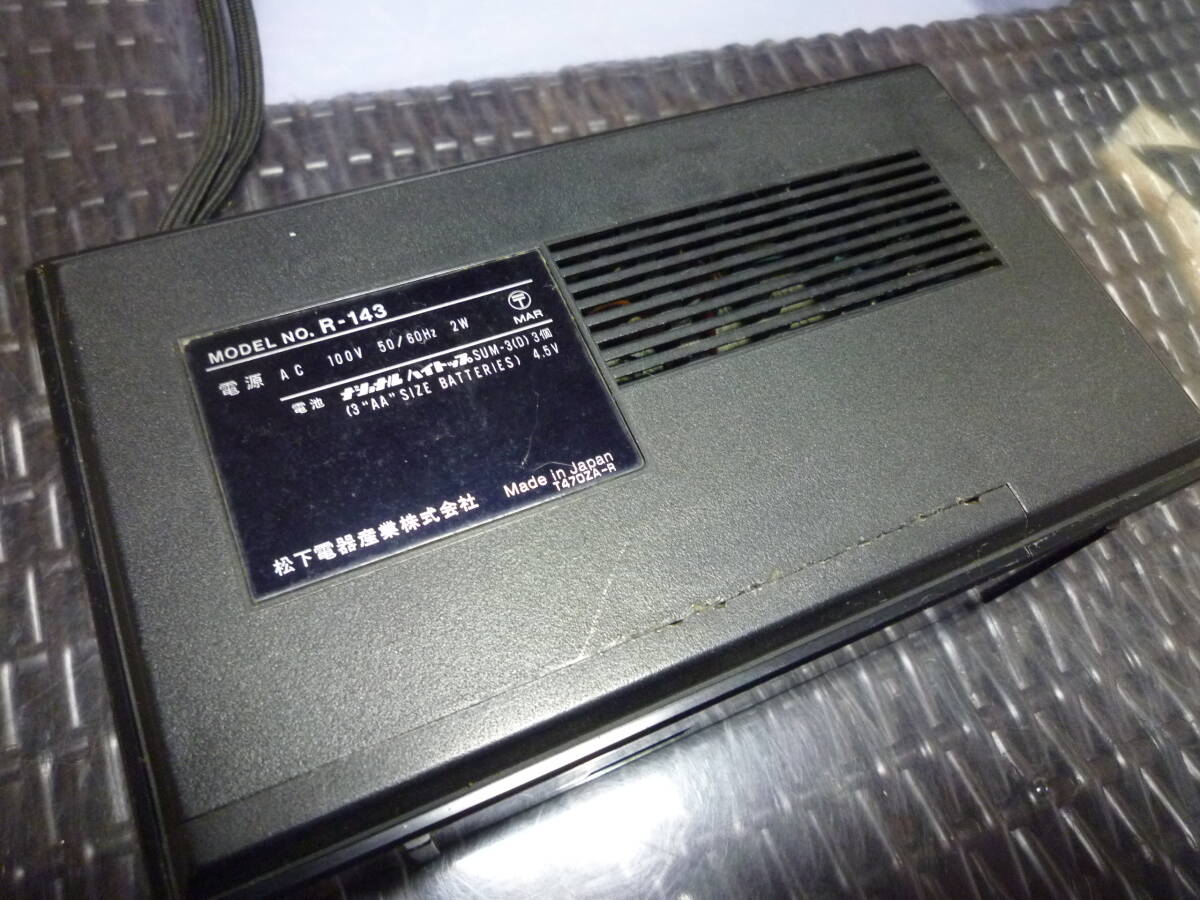 MODEL NO. R-143
電源 AC 100V 50/60Hz 2W
〒
MAR
電池 ナショナル ハイトップ SUM-3(D) 3個
(3 "AA" SIZE BATTERIES) 4.5V
Made in Japan
T470ZA-R
松下電器産業株式会社